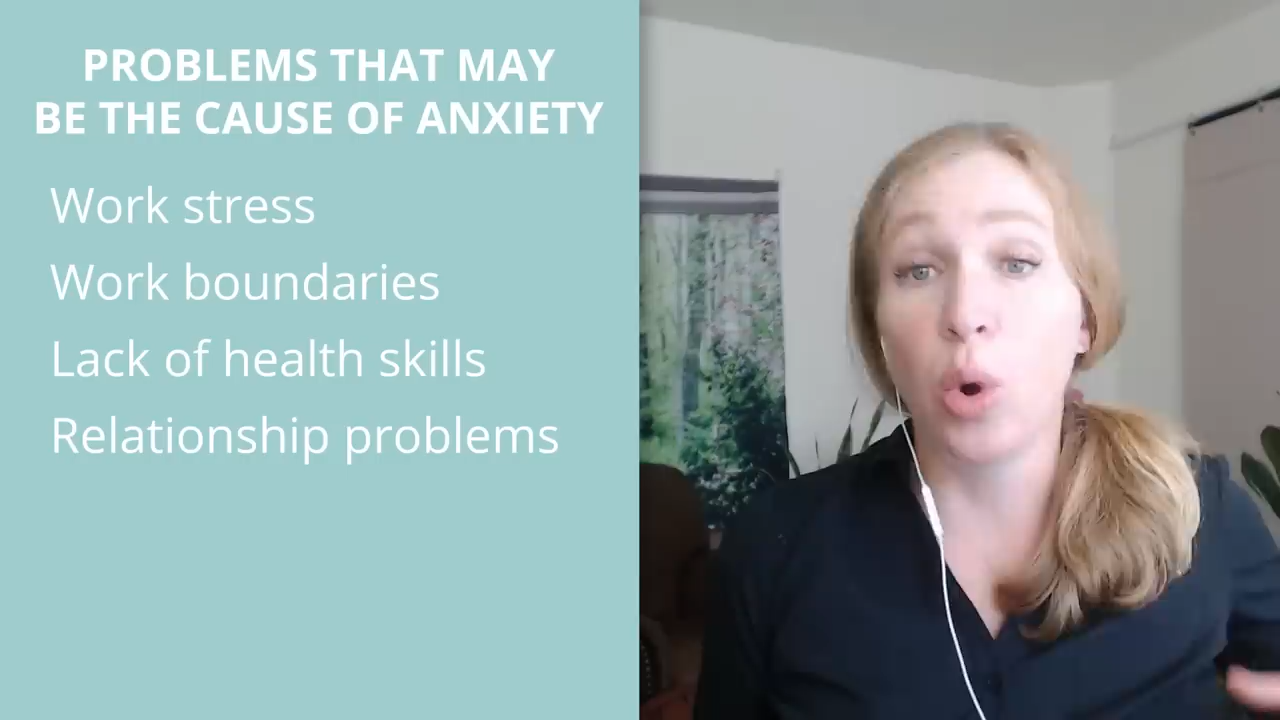 PROBLEMS THAT MAY
BE THE CAUSE OF ANXIETY
Work stress
Work boundaries
Lack of health skills
Relationship problems